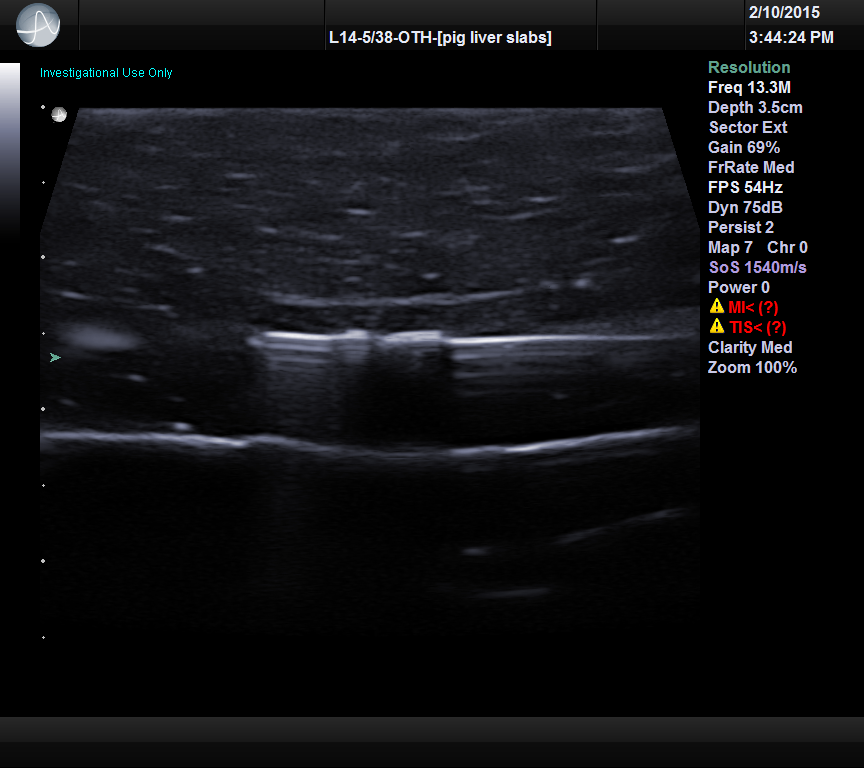 2/10/2015
L14-5/38-OTH-[pig liver slabs]
3:44:24 PM
Investigational Use Only
Resolution
Freq 13.3M
Depth 3.5cm
Sector Ext
Gain 69%
FrRate Med
FPS 54Hz
Dyn 75dB
Persist 2
Map 7 Chr 0
SoS 1540m/s
Power 0
MI< (?)
TIS< (?)
Clarity Med
Zoom 100%